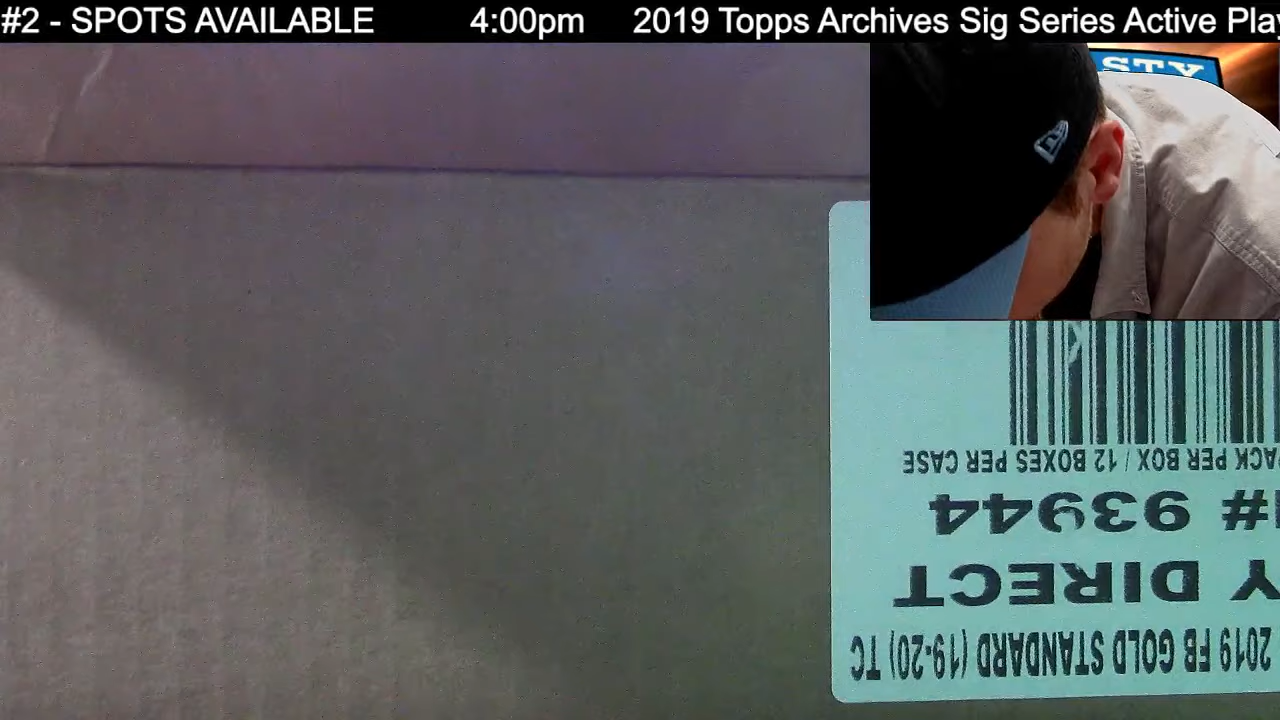 #2 - SPOTS AVAILABLE 4:00pm 2019 Topps Archives Sig Series Active Play
STY
2019 FB GOLD STANDARD (19-20) TC
Y DIRECT
# 93944
ACK PER BOX / 12 BOXES PER CASE